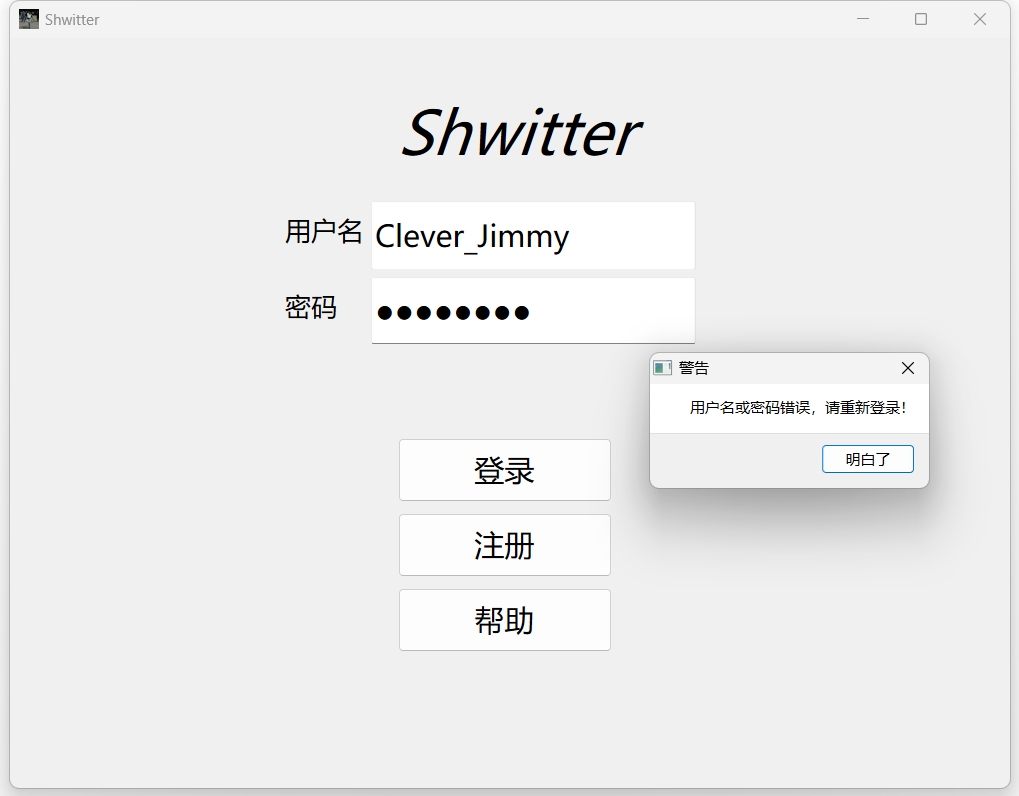 Shwitter
Shwitter
用户名 Clever_Jimmy
密码 ●●●●●●●●
警告
用户名或密码错误，请重新登录！
明白了
登录
注册
帮助